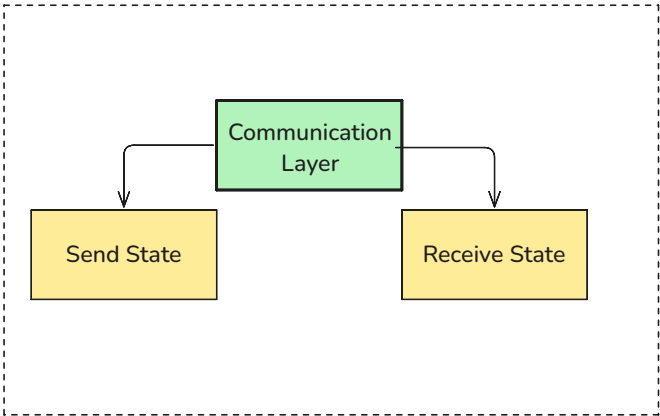 Communication
Layer
Send State
Receive State